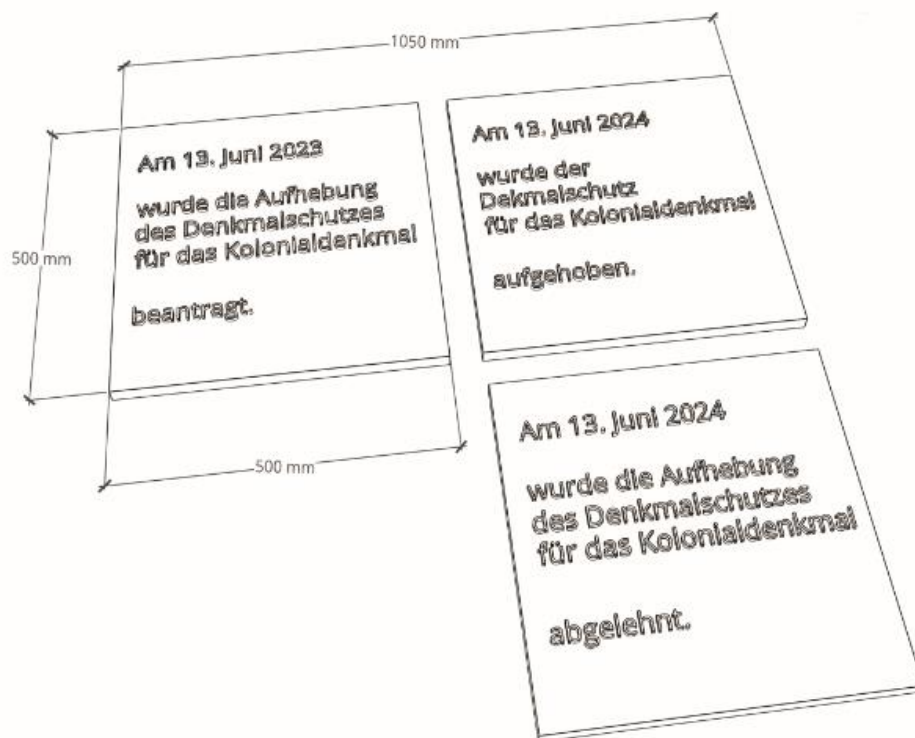 1050 mm
Am 13. Juni 2023
wurde die Aufhebung
des Denkmalschutzes
für das Kolonialdenkmal
beantragt.
500 mm
500 mm
Am 13. Juni 2024
wurde der
Dekmalschutz
für das Kolonialdenkmal
aufgehoben.
Am 13. Juni 2024
wurde die Aufhebung
des Denkmalschutzes
für das Kolonialdenkmal
abgelehnt.